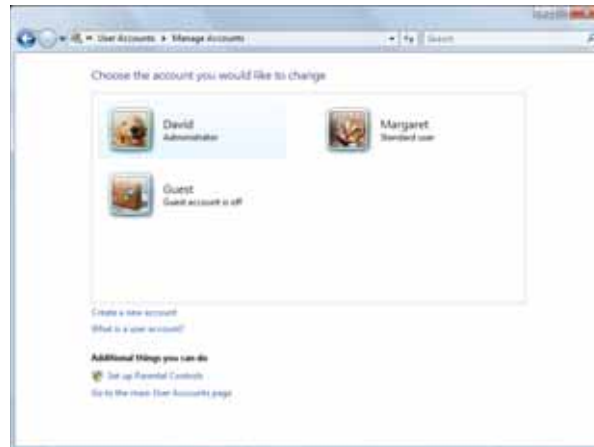 User Accounts ▸ Manage Accounts
Search
Choose the account you would like to change
David
Administrator
Margaret
Standard user
Guest
Guest account is off
Create a new account
What is a user account?
Additional things you can do
Set up Parental Controls
Go to the main User Accounts page